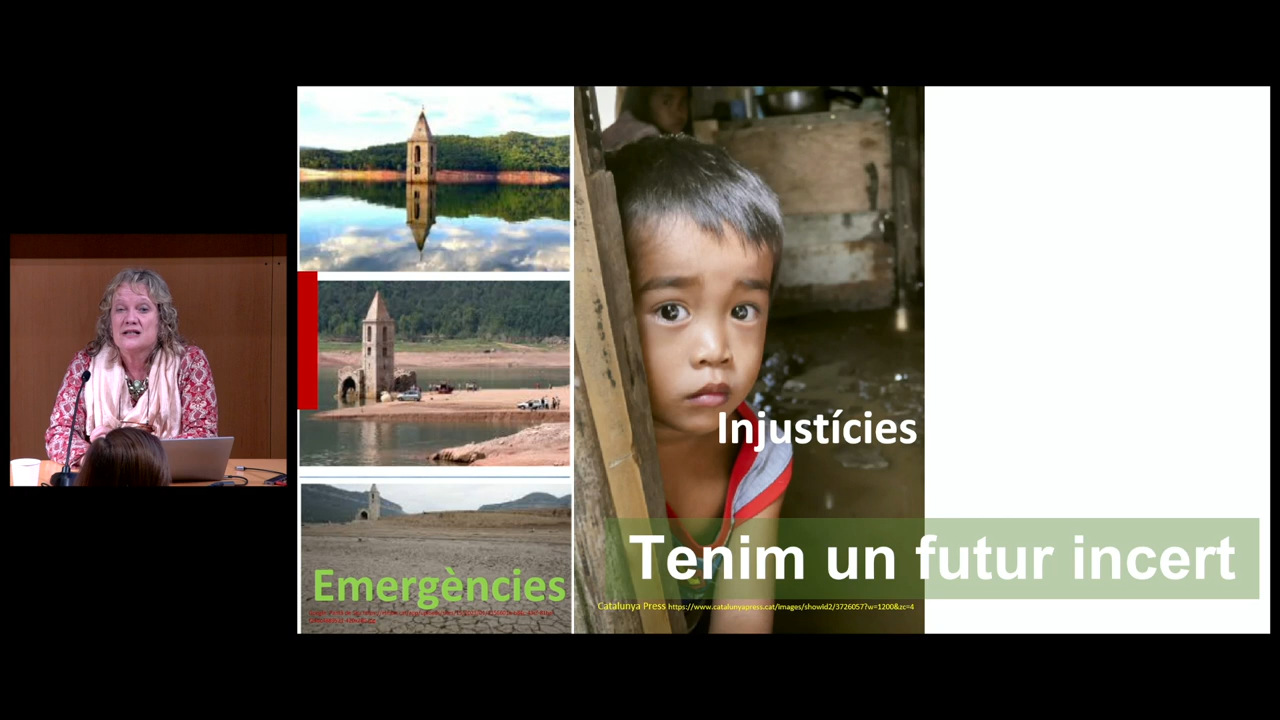 Injustícies
Tenim un futur incert
Emergències
Catalunya Press https://www.catalunyapress.cat/images/showid2/3726057?w=1200&zc=4